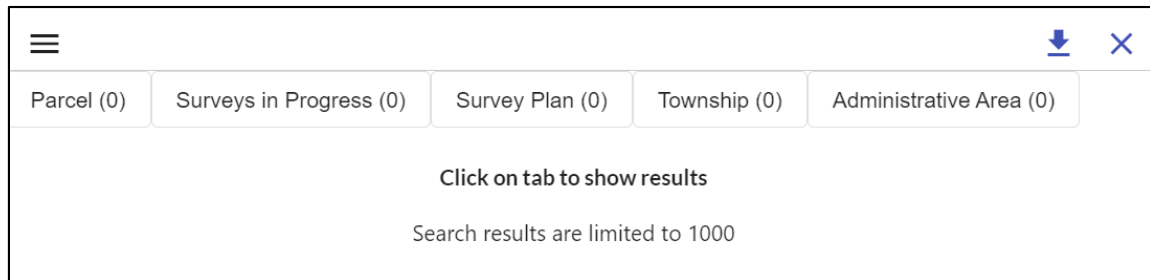 Parcel (0) Surveys in Progress (0) Survey Plan (0) Township (0) Administrative Area (0)
Click on tab to show results
Search results are limited to 1000